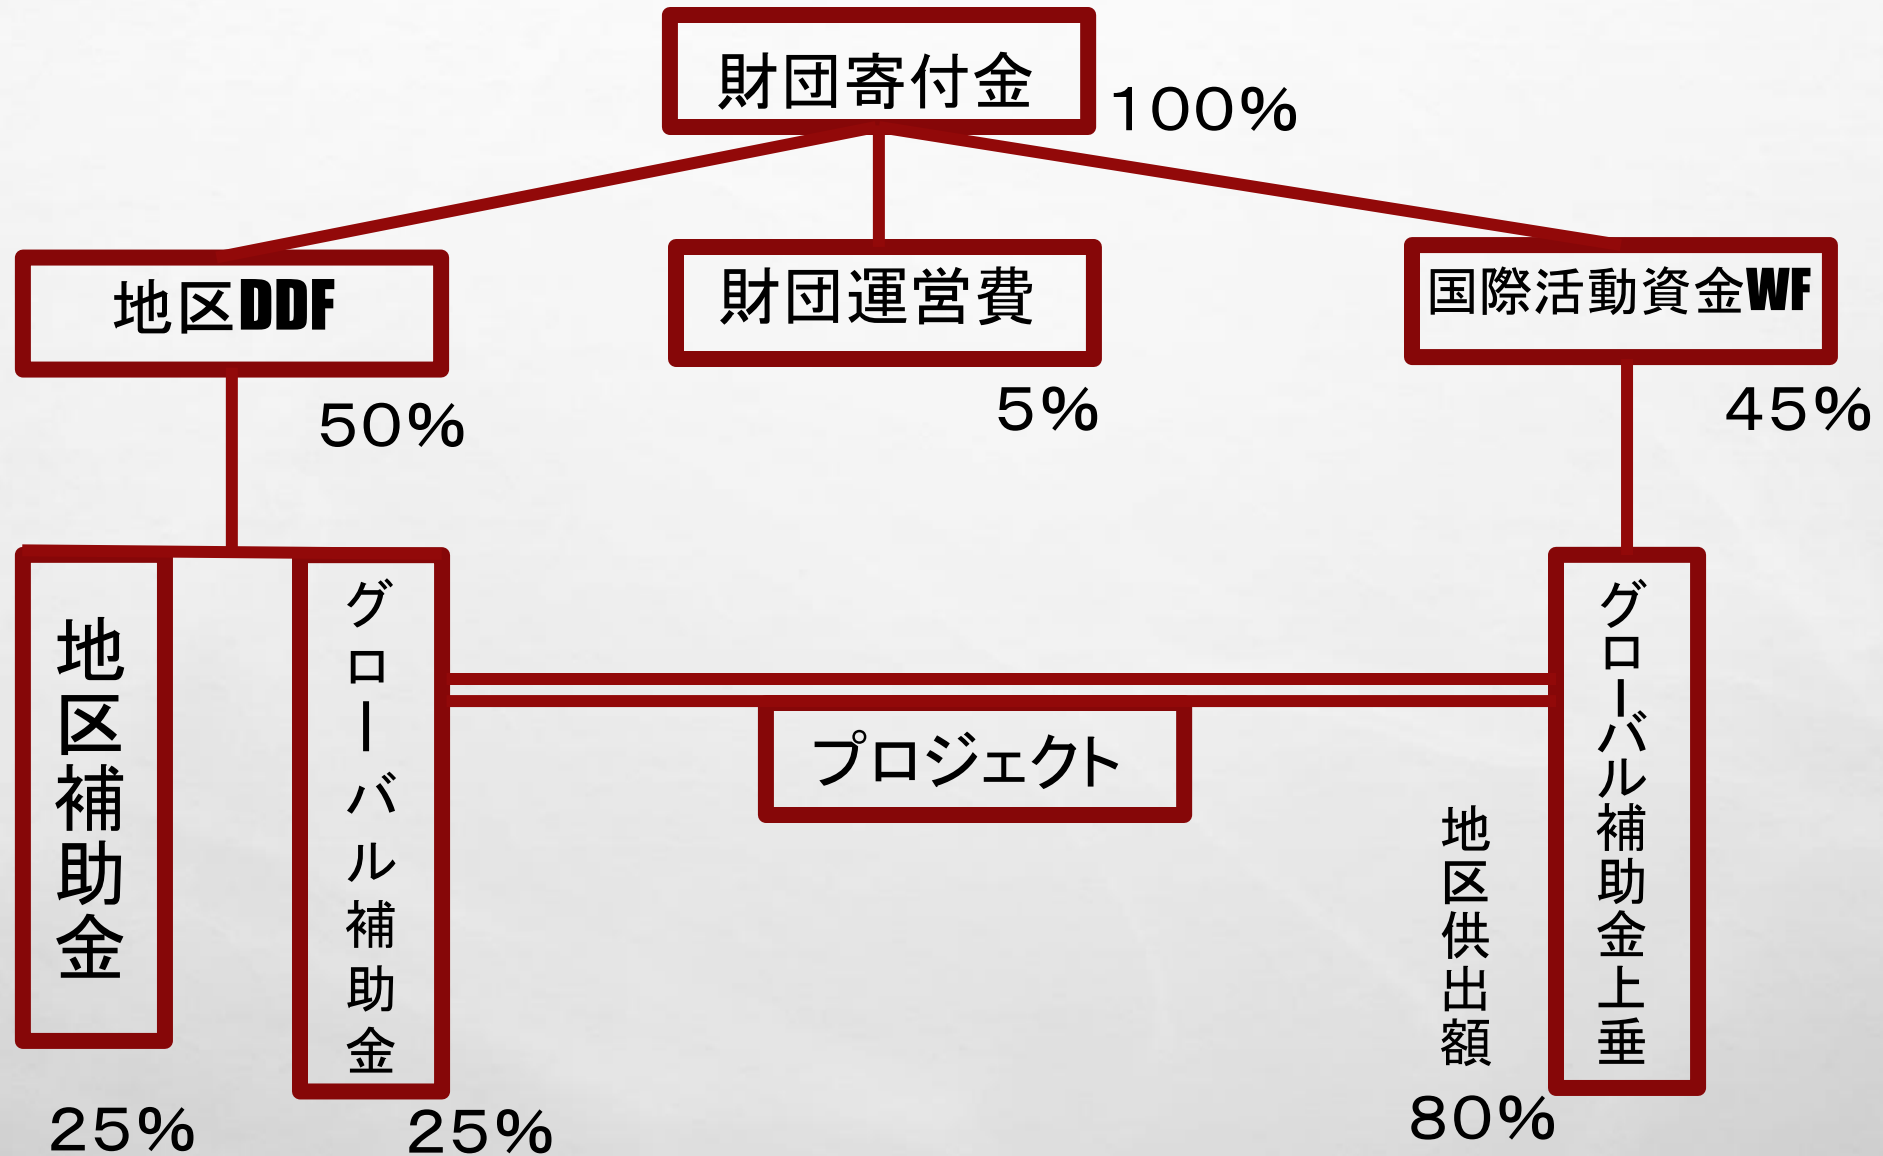 財団寄付金
100%
地区DDF
財団運営費
国際活動資金WF
50%
5%
45%
地区補助金
グローバル補助金
プロジェクト
地区供出額
グローバル補助金上垂
25%
25%
80%